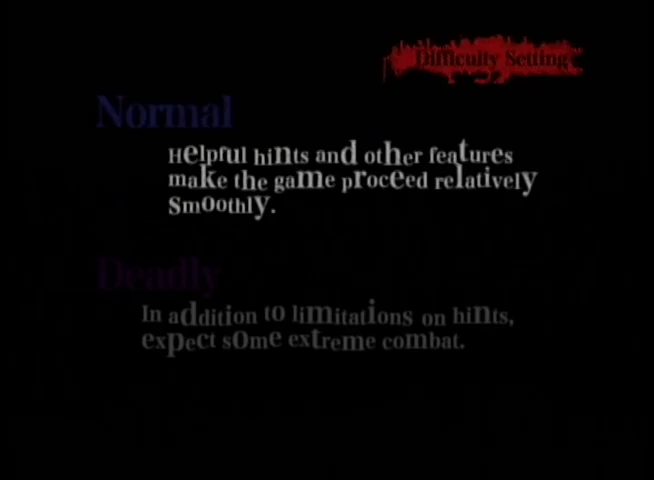 Difficulty Setting
Normal
Helpful hints and other features
make the game proceed relatively
smoothly.
Deadly
In addition to limitations on hints,
expect some extreme combat.